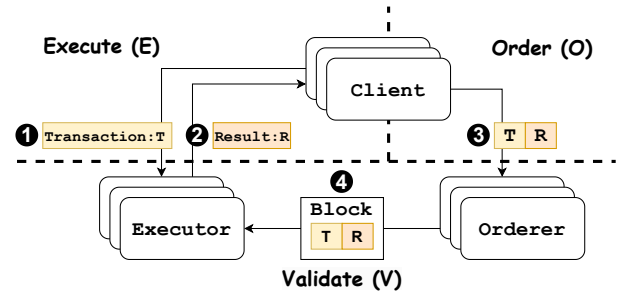 Execute (E)
Order (O)
Client
1 Transaction:T
2 Result:R
3 T R
4
Block
T R
Executor
Orderer
Validate (V)